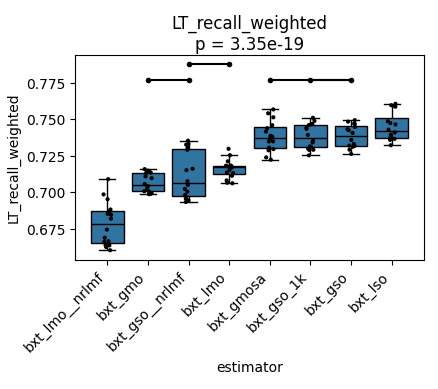 LT_recall_weighted
p = 3.35e-19
LT_recall_weighted
0.775
0.750
0.725
0.700
0.675
bxt_lmo__nrlmf
bxt_gmo
bxt_gso__nrlmf
bxt_lmo
bxt_gmosa
bxt_gso_1k
bxt_gso
bxt_lso
estimator